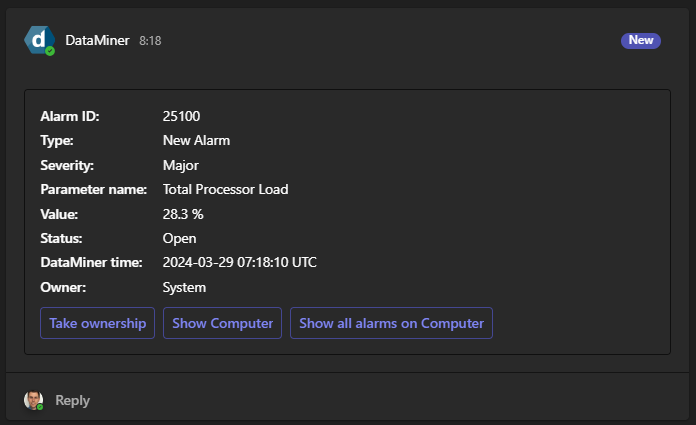 d
DataMiner 8:18 New
Alarm ID: 25100
Type: New Alarm
Severity: Major
Parameter name: Total Processor Load
Value: 28.3 %
Status: Open
DataMiner time: 2024-03-29 07:18:10 UTC
Owner: System
Take ownership Show Computer Show all alarms on Computer
Reply